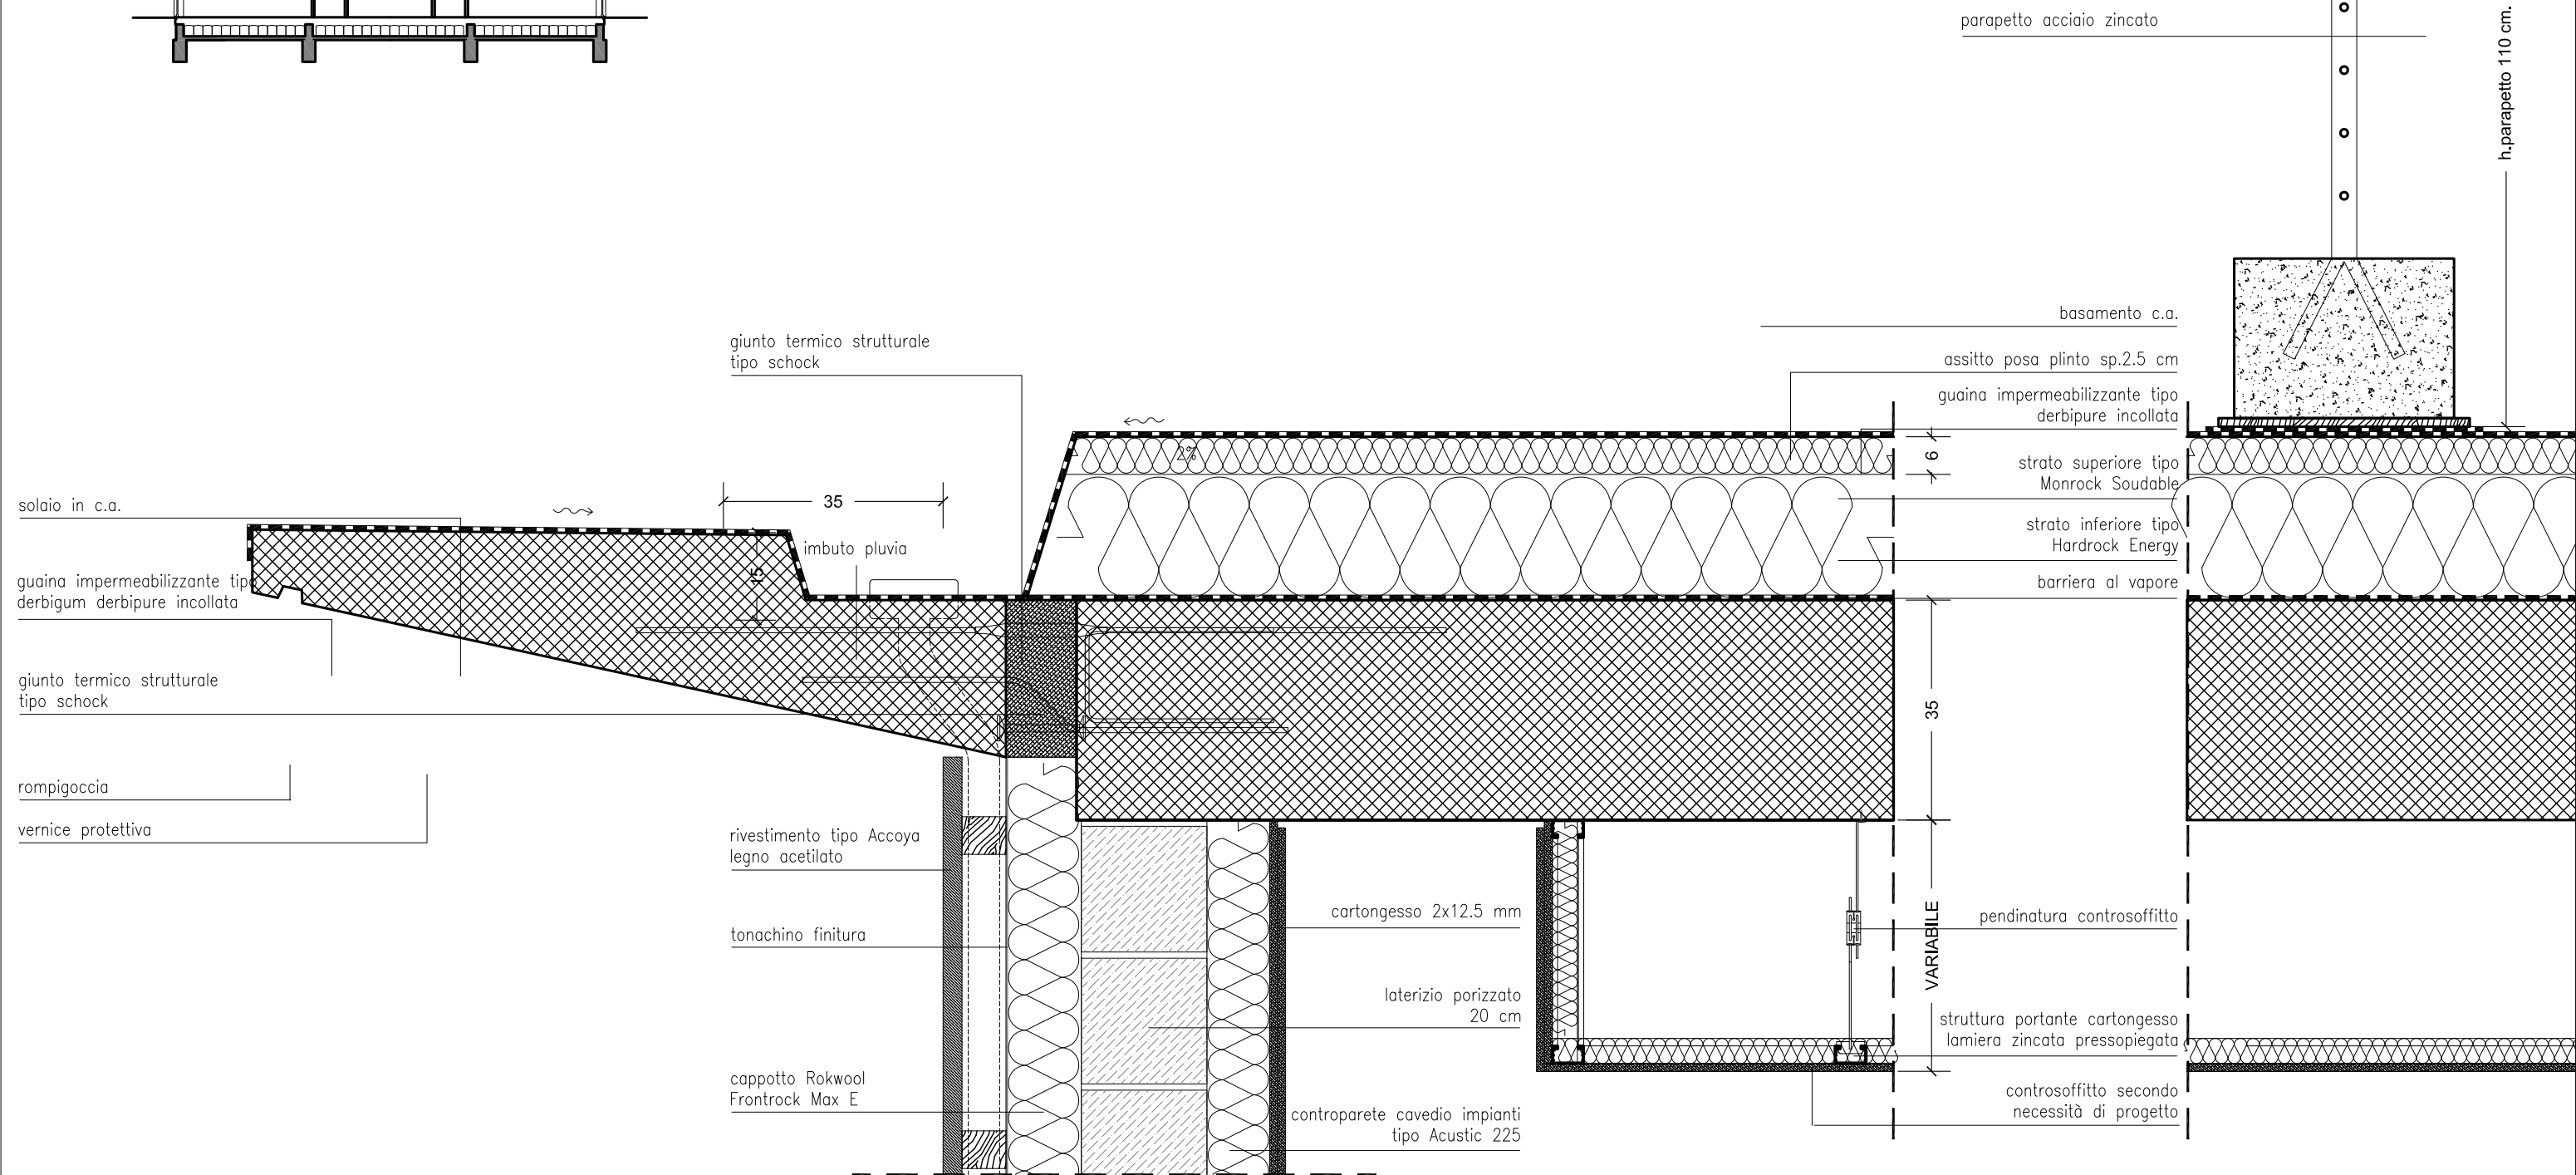 parapetto acciaio zincato
h.parapetto 110 cm.
basamento c.a.
giunto termico strutturale
tipo schock
assitto posa plinto sp.2.5 cm
guaina impermeabilizzante tipo
derbipure incollata
2%
6
strato superiore tipo
Monrock Soudable
solaio in c.a.
35
strato inferiore tipo
Hardrock Energy
imbuto pluvia
15
guaina impermeabilizzante tipo
derbigum derbipure incollata
barriera al vapore
giunto termico strutturale
tipo schock
35
rompigoccia
vernice protettiva
rivestimento tipo Accoya
legno acetilato
cartongesso 2x12.5 mm
pendinatura controsoffitto
VARIABILE
tonachino finitura
laterizio porizzato
20 cm
struttura portante cartongesso
lamiera zincata pressopiegata
cappotto Rokwool
Frontrock Max E
controsoffitto secondo
necessità di progetto
controparete cavedio impianti
tipo Acustic 225